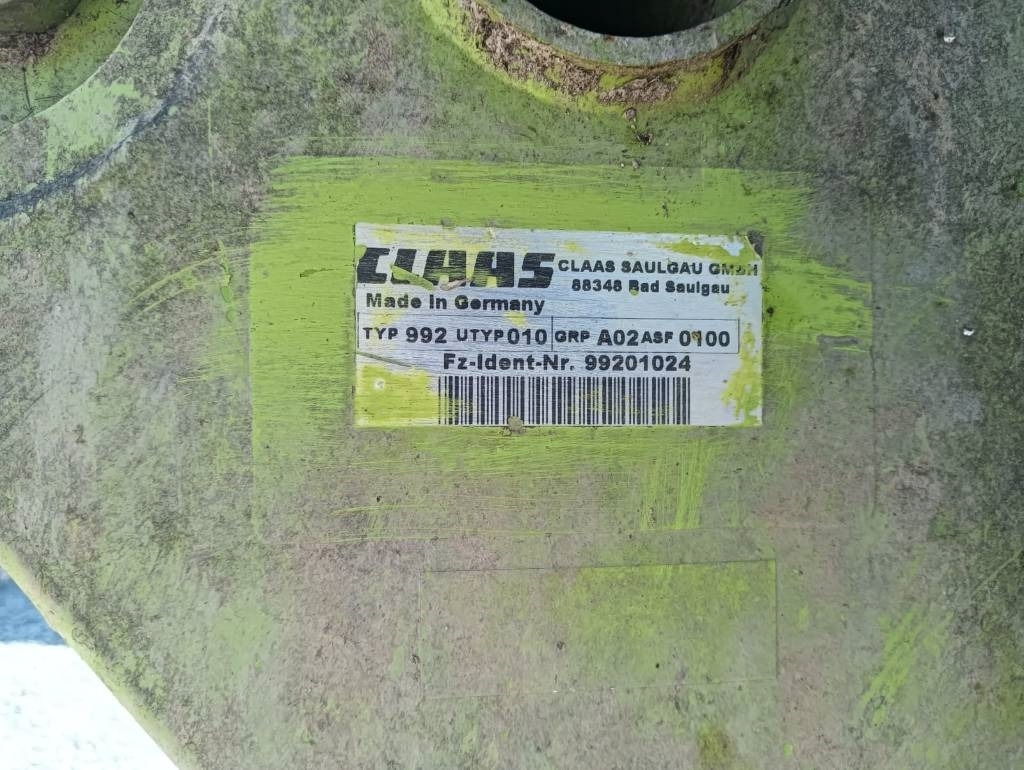 CLAAS CLAAS SAULGAU GMBH
88348 Bad Saulgau
Made in Germany
TYP 992 UTYP 010 GRP A02 ASF 0100
Fz-Ident-Nr. 99201024